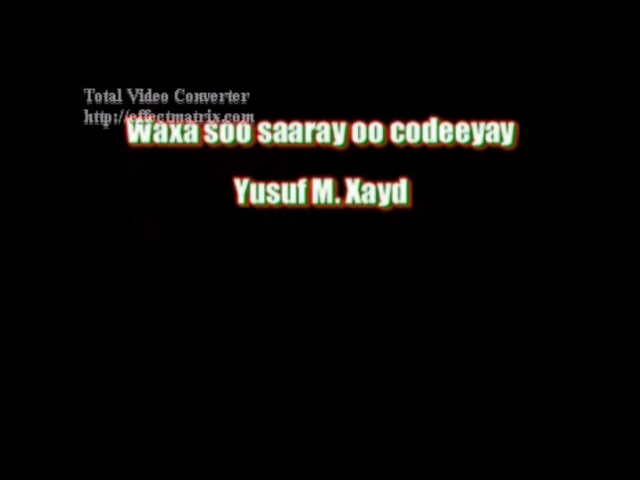 Total Video Converter
http://effectmatrix.com
Waxa soo saaray oo codeeyay
Yusuf M. Xayd